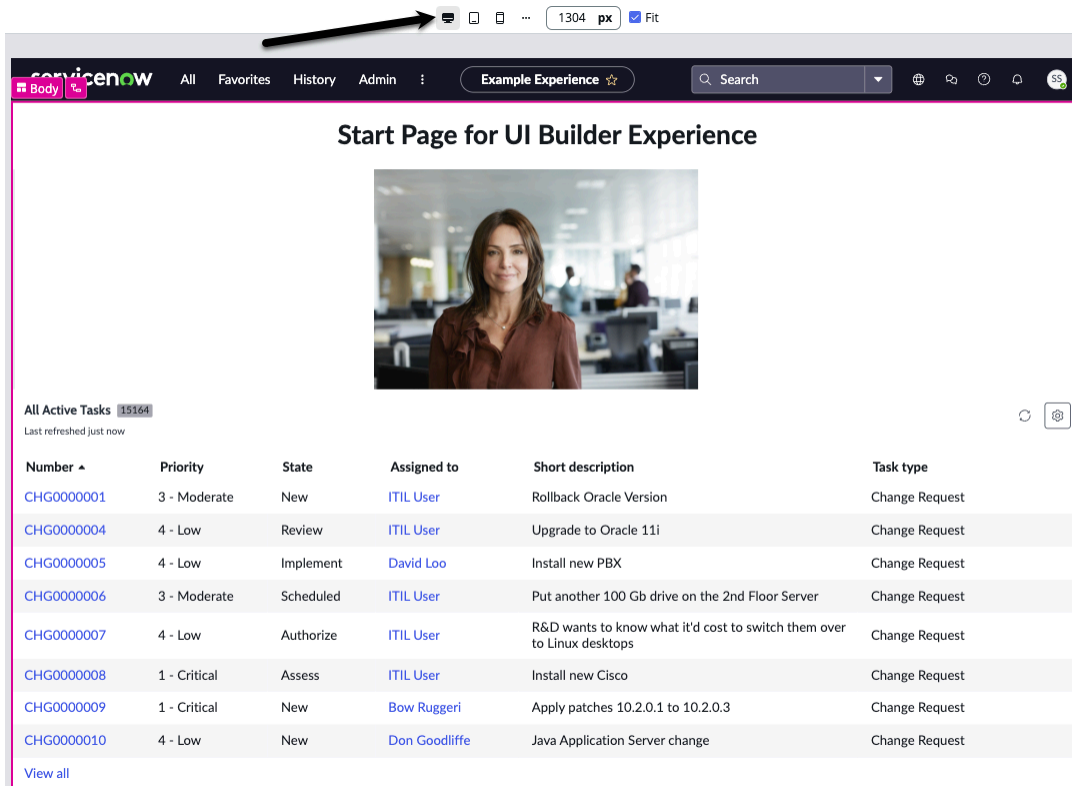 ··· 1304 px Fit
servicenow All Favorites History Admin Example Experience Search SS
Body
Start Page for UI Builder Experience
All Active Tasks 15164
Last refreshed just now
Number Priority State Assigned to Short description Task type
CHG0000001 3 - Moderate New ITIL User Rollback Oracle Version Change Request
CHG0000004 4 - Low Review ITIL User Upgrade to Oracle 11i Change Request
CHG0000005 4 - Low Implement David Loo Install new PBX Change Request
CHG0000006 3 - Moderate Scheduled ITIL User Put another 100 Gb drive on the 2nd Floor Server Change Request
CHG0000007 4 - Low Authorize ITIL User R&D wants to know what it'd cost to switch them over Change Request
to Linux desktops
CHG0000008 1 - Critical Assess ITIL User Install new Cisco Change Request
CHG0000009 1 - Critical New Bow Ruggeri Apply patches 10.2.0.1 to 10.2.0.3 Change Request
CHG0000010 4 - Low New Don Goodliffe Java Application Server change Change Request
View all